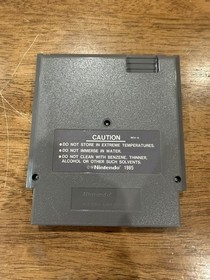 CAUTION
●DO NOT STORE IN EXTREME TEMPERATURES.
●DO NOT IMMERSE IN WATER.
●DO NOT CLEAN WITH BENZENE, THINNER,
ALCOHOL OR OTHER SUCH SOLVENTS.
©Nintendo 1985